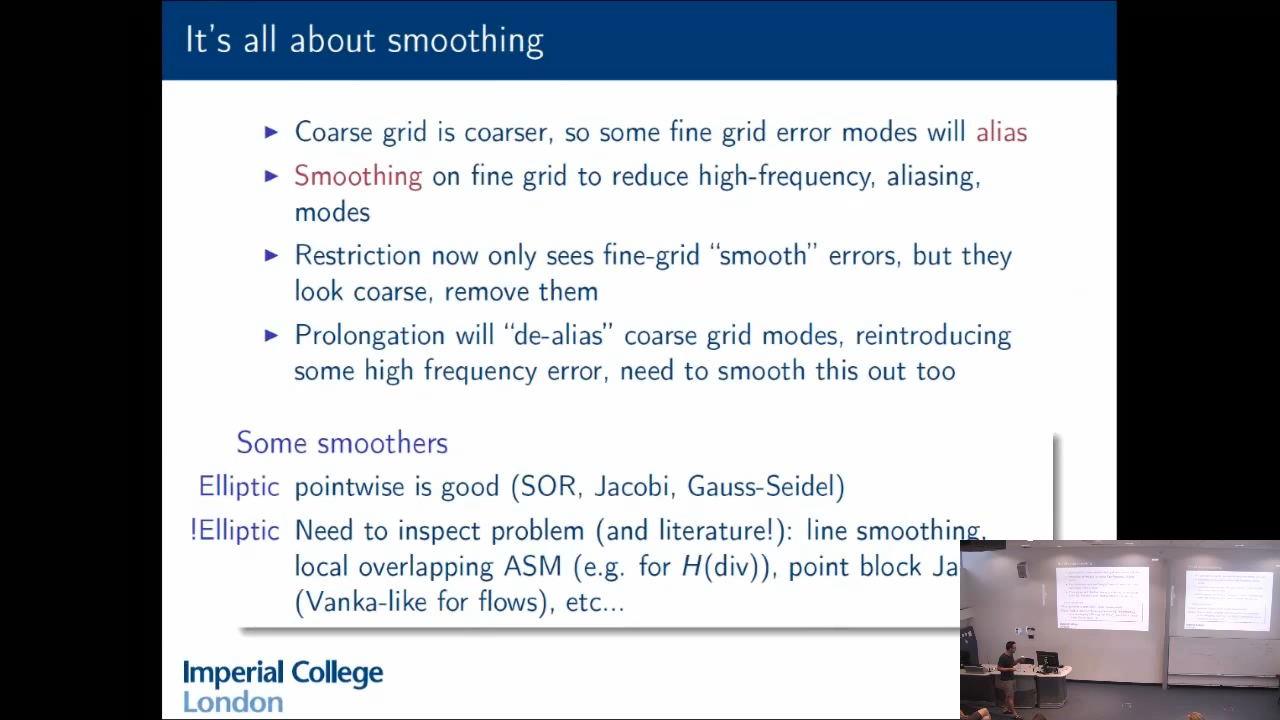 It's all about smoothing
▶ Coarse grid is coarser, so some fine grid error modes will alias
▶ Smoothing on fine grid to reduce high-frequency, aliasing,
modes
▶ Restriction now only sees fine-grid “smooth” errors, but they
look coarse, remove them
▶ Prolongation will “de-alias” coarse grid modes, reintroducing
some high frequency error, need to smooth this out too
Some smoothers
Elliptic pointwise is good (SOR, Jacobi, Gauss-Seidel)
!Elliptic Need to inspect problem (and literature!): line smoothing,
local overlapping ASM (e.g. for H(div)), point block Ja
(Vanka-like for flows), etc...
Imperial College
London